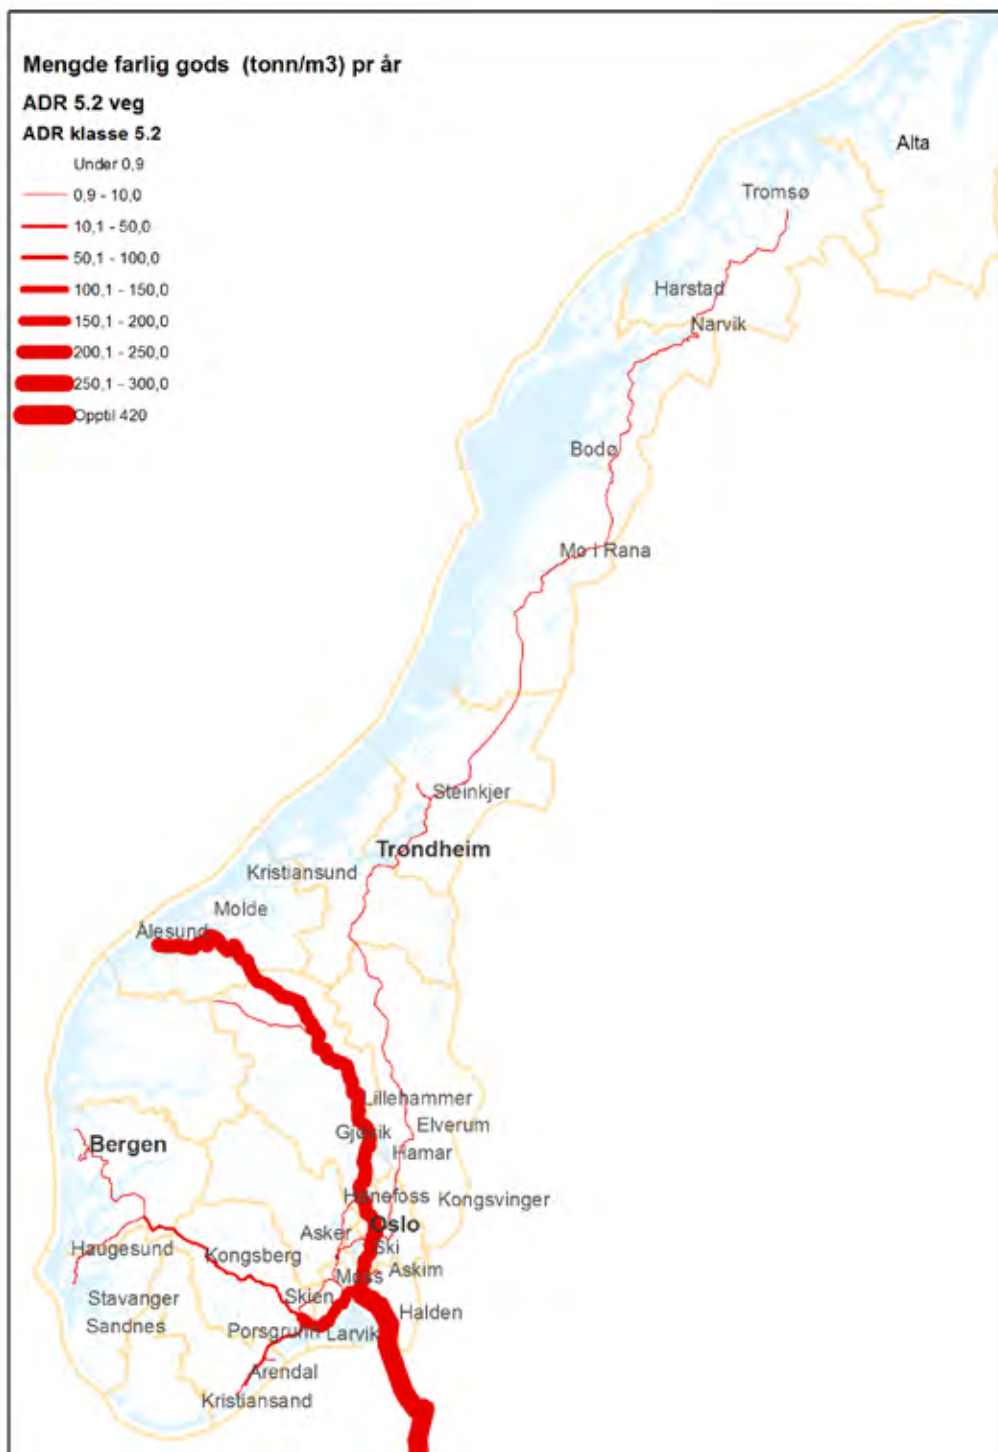 Mengde farlig gods (tonn/m3) pr år
ADR 5.2 veg
ADR klasse 5.2
Under 0,9
0,9 - 10,0
10,1 - 50,0
50,1 - 100,0
100,1 - 150,0
150,1 - 200,0
200,1 - 250,0
250,1 - 300,0
Opptil 420
Alta
Tromsø
Harstad
Narvik
Bodø
Mo i Rana
Steinkjer
Trondheim
Kristiansund
Molde
Ålesund
Lillehammer
Elverum
Gjøvik
Hamar
Bergen
Hønefoss
Kongsvinger
Oslo
Asker
Ski
Haugesund
Kongsberg
Askim
Moss
Stavanger
Skien
Halden
Sandnes
Porsgrunn
Larvik
Arendal
Kristiansand